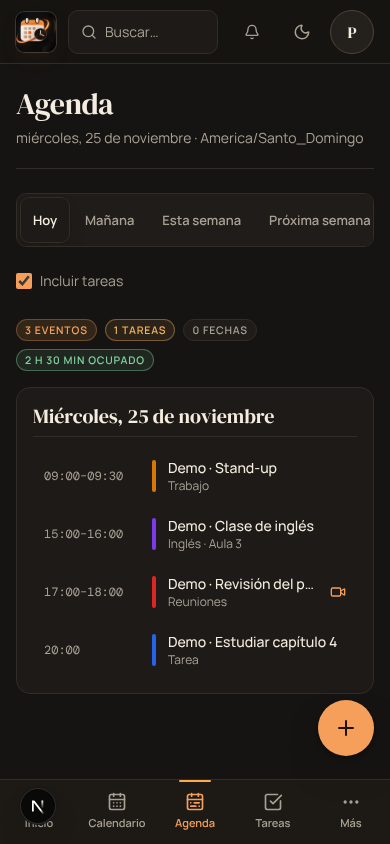 Buscar...
P
Agenda
miércoles, 25 de noviembre · America/Santo_Domingo
Hoy
Mañana
Esta semana
Próxima semana
Incluir tareas
3 EVENTOS
1 TAREAS
0 FECHAS
2 H 30 MIN OCUPADO
Miércoles, 25 de noviembre
09:00–09:30
Demo · Stand-up
Trabajo
15:00–16:00
Demo · Clase de inglés
Inglés · Aula 3
17:00–18:00
Demo · Revisión del p...
Reuniones
20:00
Demo · Estudiar capítulo 4
Tarea
N
Inicio
Calendario
Agenda
Tareas
Más